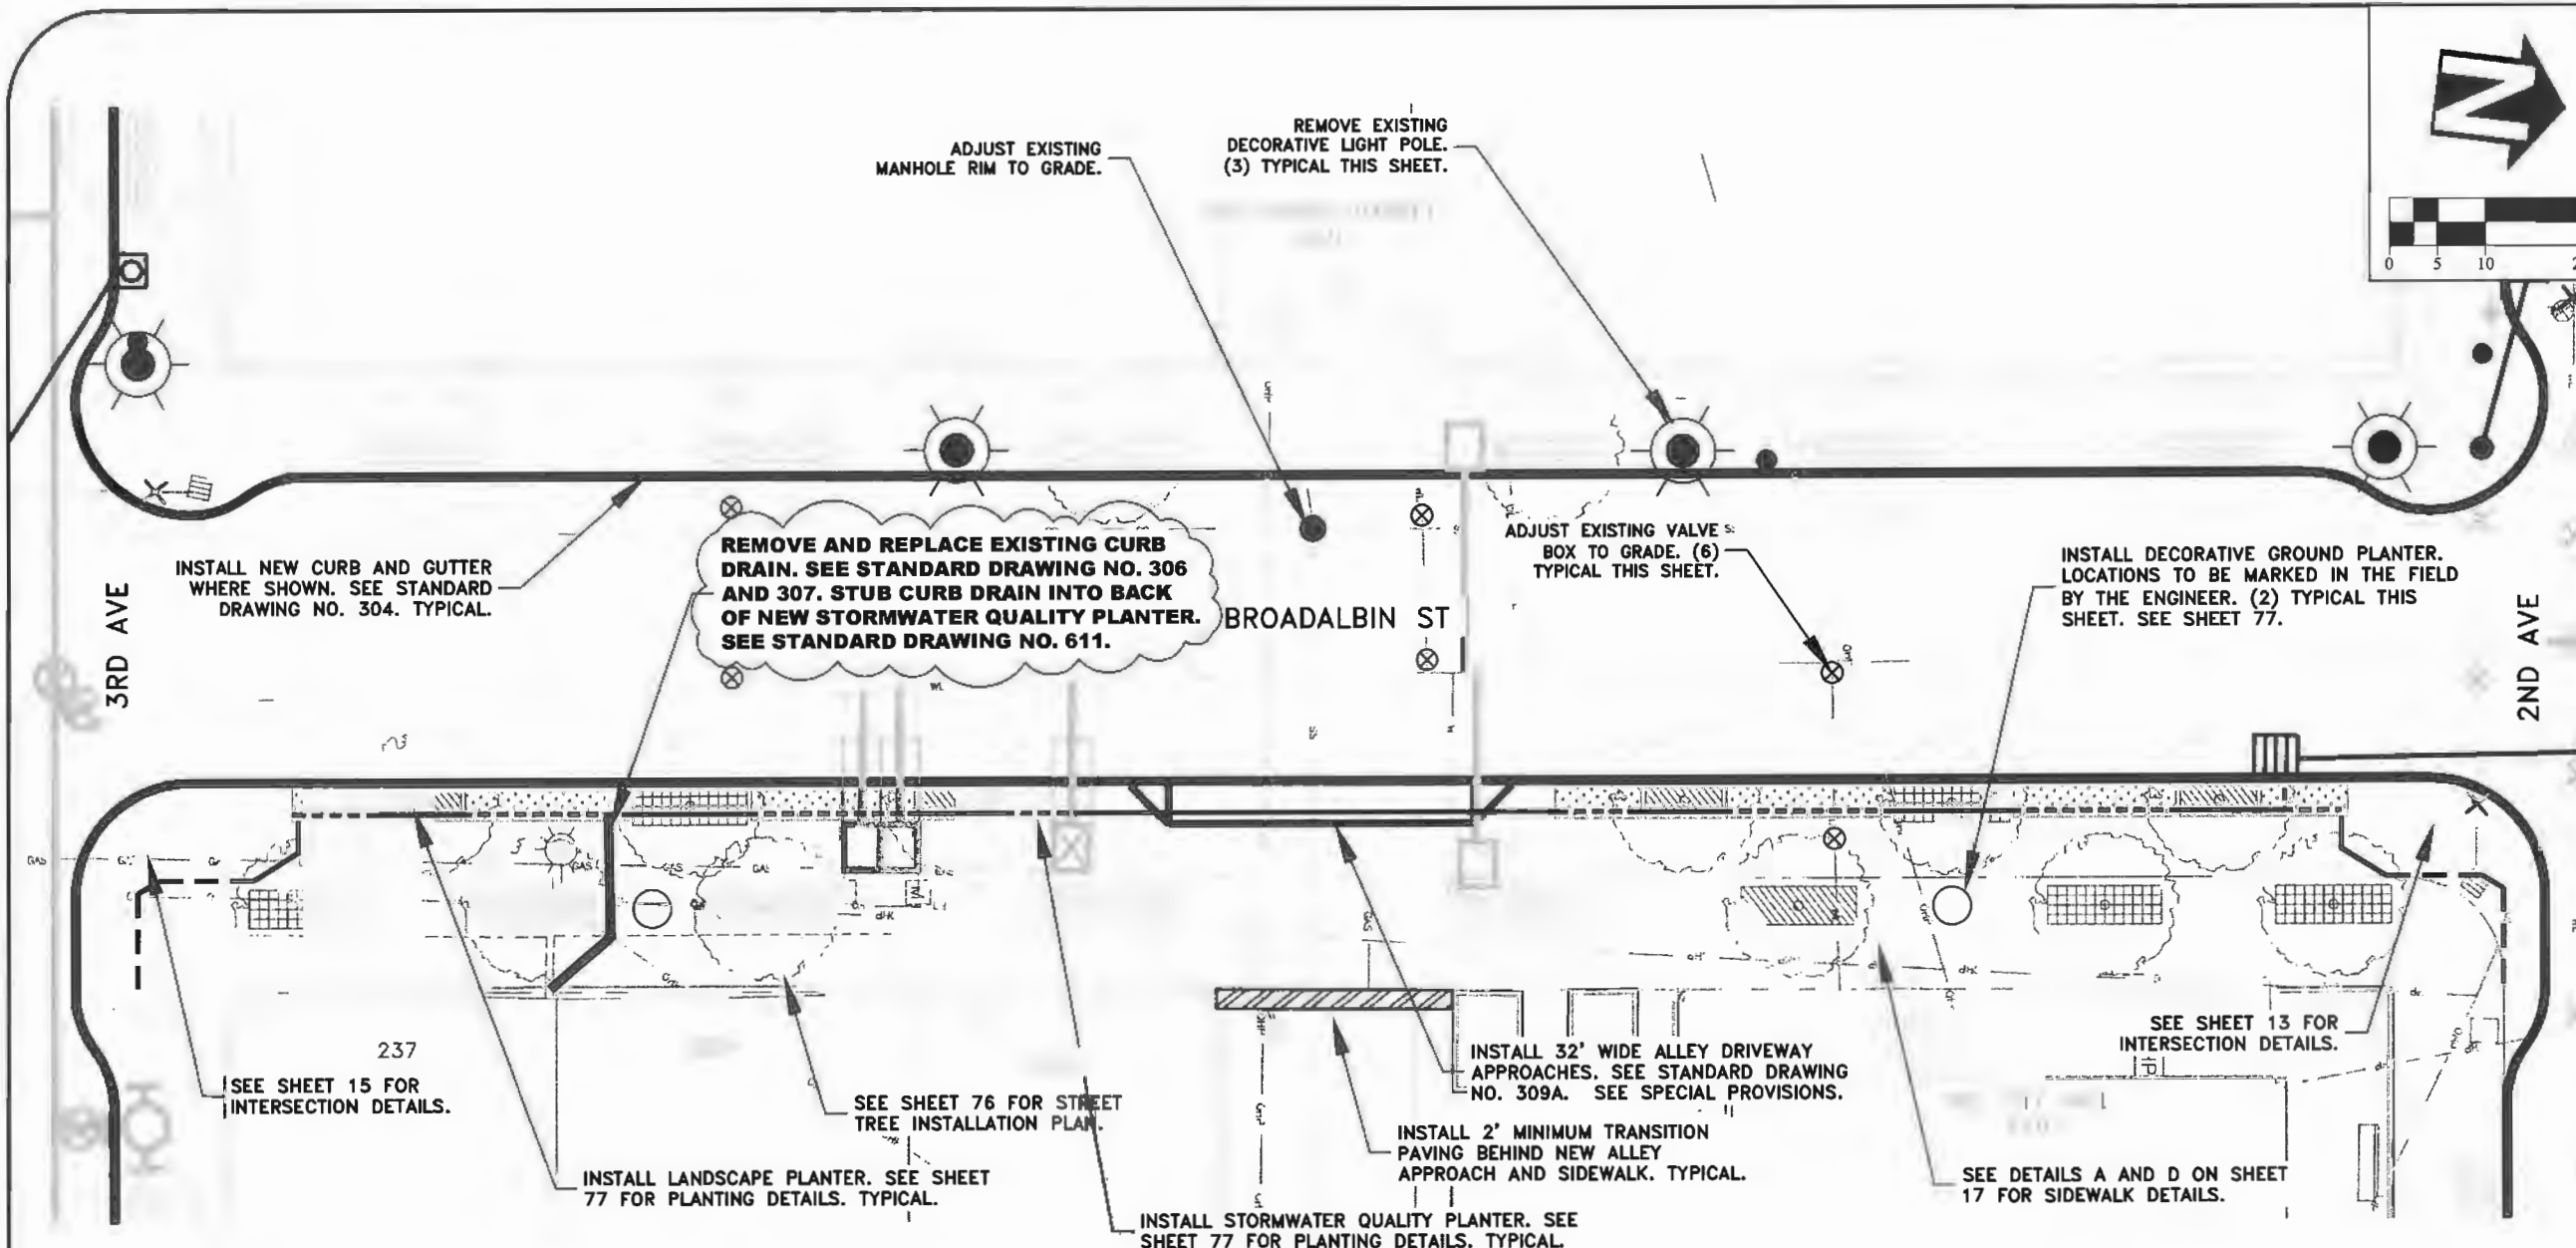 ADJUST EXISTING
MANHOLE RIM TO GRADE.
REMOVE EXISTING
DECORATIVE LIGHT POLE.
(3) TYPICAL THIS SHEET.
N
0 5 10
INSTALL NEW CURB AND GUTTER
WHERE SHOWN. SEE STANDARD
DRAWING NO. 304. TYPICAL.
REMOVE AND REPLACE EXISTING CURB
DRAIN. SEE STANDARD DRAWING NO. 306
AND 307. STUB CURB DRAIN INTO BACK
OF NEW STORMWATER QUALITY PLANTER.
SEE STANDARD DRAWING NO. 611.
BROADALBIN ST
ADJUST EXISTING VALVE
BOX TO GRADE. (6)
TYPICAL THIS SHEET.
INSTALL DECORATIVE GROUND PLANTER.
LOCATIONS TO BE MARKED IN THE FIELD
BY THE ENGINEER. (2) TYPICAL THIS
SHEET. SEE SHEET 77.
3RD AVE
2ND AVE
WL
SS
GAS
GAS
GAS
GAS
237
SEE SHEET 15 FOR
INTERSECTION DETAILS.
SEE SHEET 76 FOR STREET
TREE INSTALLATION PLAN.
INSTALL LANDSCAPE PLANTER. SEE SHEET
77 FOR PLANTING DETAILS. TYPICAL.
INSTALL 32' WIDE ALLEY DRIVEWAY
APPROACHES. SEE STANDARD DRAWING
NO. 309A. SEE SPECIAL PROVISIONS.
INSTALL 2' MINIMUM TRANSITION
PAVING BEHIND NEW ALLEY
APPROACH AND SIDEWALK. TYPICAL.
INSTALL STORMWATER QUALITY PLANTER. SEE
SHEET 77 FOR PLANTING DETAILS. TYPICAL.
SEE SHEET 13 FOR
INTERSECTION DETAILS.
SEE DETAILS A AND D ON SHEET
17 FOR SIDEWALK DETAILS.